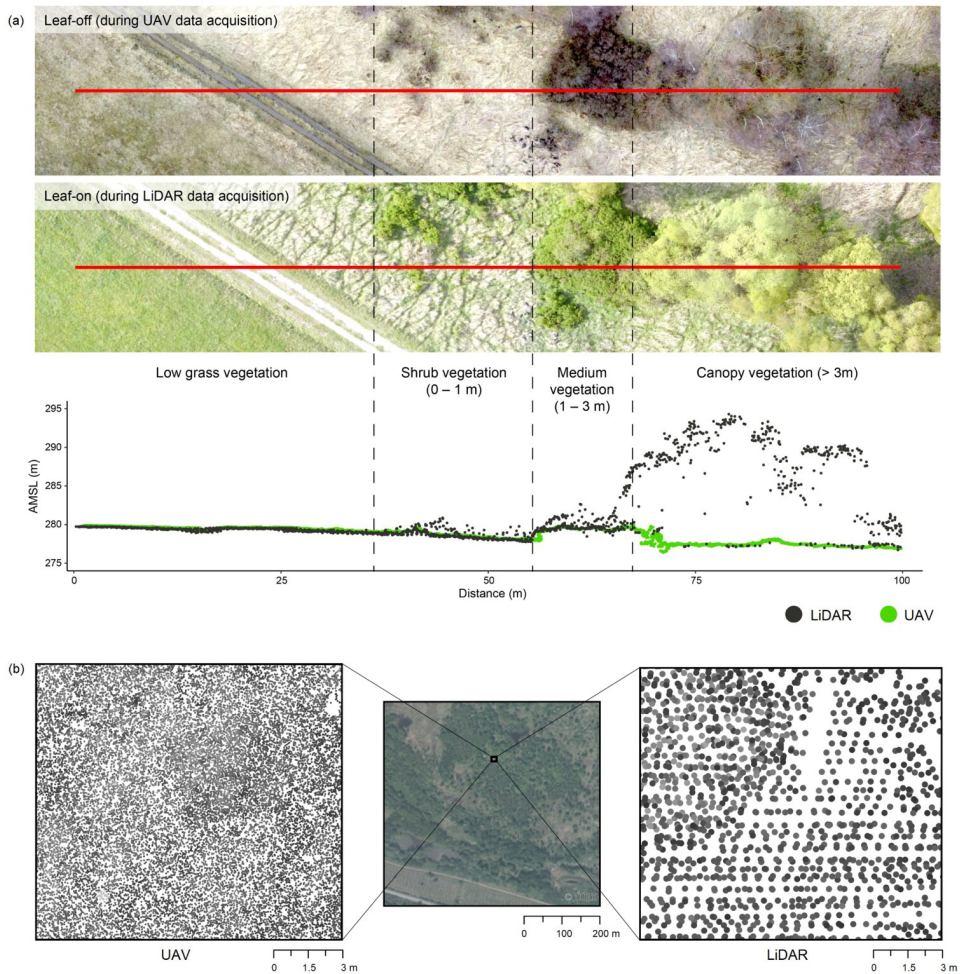 (a)
Leaf-off (during UAV data acquisition)
Leaf-on (during LiDAR data acquisition)
Low grass vegetation
Shrub vegetation
(0 – 1 m)
Medium
vegetation
(1 – 3 m)
Canopy vegetation (> 3m)
295
290
285
280
275
AMSL (m)
0
25
50
75
100
Distance (m)
LiDAR
UAV
(b)
UAV
0 1.5 3 m
0 100 200 m
LiDAR
0 1.5 3 m